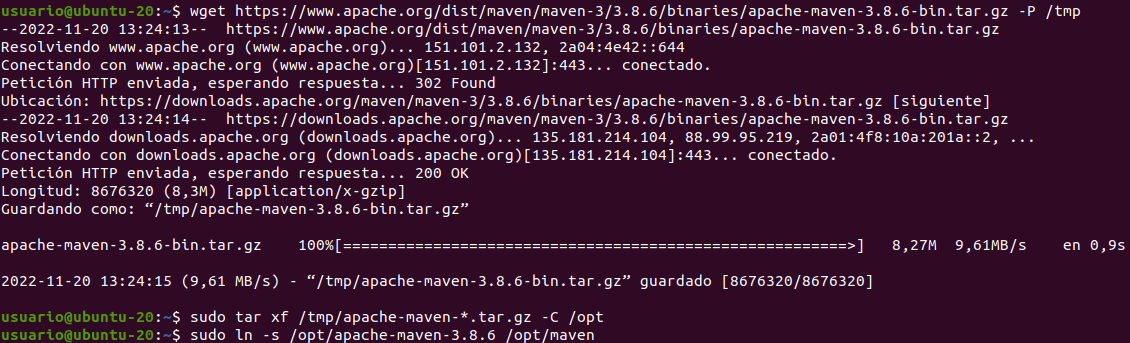 usuario@ubuntu-20:~$ wget https://www.apache.org/dist/maven/maven-3/3.8.6/binaries/apache-maven-3.8.6-bin.tar.gz -P /tmp
--2022-11-20 13:24:13--  https://www.apache.org/dist/maven/maven-3/3.8.6/binaries/apache-maven-3.8.6-bin.tar.gz
Resolviendo www.apache.org (www.apache.org)... 151.101.2.132, 2a04:4e42::644
Conectando con www.apache.org (www.apache.org)[151.101.2.132]:443... conectado.
Petición HTTP enviada, esperando respuesta... 302 Found
Ubicación: https://downloads.apache.org/maven/maven-3/3.8.6/binaries/apache-maven-3.8.6-bin.tar.gz [siguiente]
--2022-11-20 13:24:14--  https://downloads.apache.org/maven/maven-3/3.8.6/binaries/apache-maven-3.8.6-bin.tar.gz
Resolviendo downloads.apache.org (downloads.apache.org)... 135.181.214.104, 88.99.95.219, 2a01:4f8:10a:201a::2, ...
Conectando con downloads.apache.org (downloads.apache.org)[135.181.214.104]:443... conectado.
Petición HTTP enviada, esperando respuesta... 200 OK
Longitud: 8676320 (8,3M) [application/x-gzip]
Guardando como: “/tmp/apache-maven-3.8.6-bin.tar.gz”
apache-maven-3.8.6-bin.tar.gz    100%[========================================================>]   8,27M  9,61MB/s    en 0,9s
2022-11-20 13:24:15 (9,61 MB/s) - “/tmp/apache-maven-3.8.6-bin.tar.gz” guardado [8676320/8676320]
usuario@ubuntu-20:~$ sudo tar xf /tmp/apache-maven-*.tar.gz -C /opt
usuario@ubuntu-20:~$ sudo ln -s /opt/apache-maven-3.8.6 /opt/maven